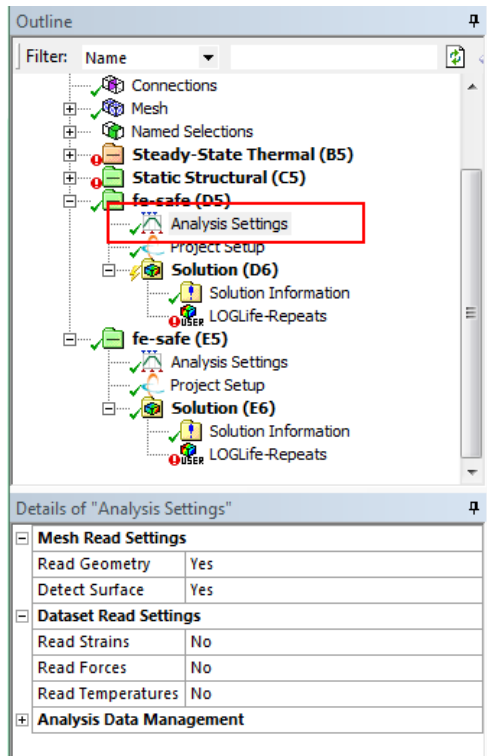 Outline
Filter: Name
Connections
Mesh
Named Selections
Steady-State Thermal (B5)
Static Structural (C5)
fe-safe (D5)
Analysis Settings
Project Setup
Solution (D6)
Solution Information
USER LOGLife-Repeats
fe-safe (E5)
Analysis Settings
Project Setup
Solution (E6)
Solution Information
USER LOGLife-Repeats
Details of "Analysis Settings"
Mesh Read Settings
Read Geometry Yes
Detect Surface Yes
Dataset Read Settings
Read Strains No
Read Forces No
Read Temperatures No
Analysis Data Management